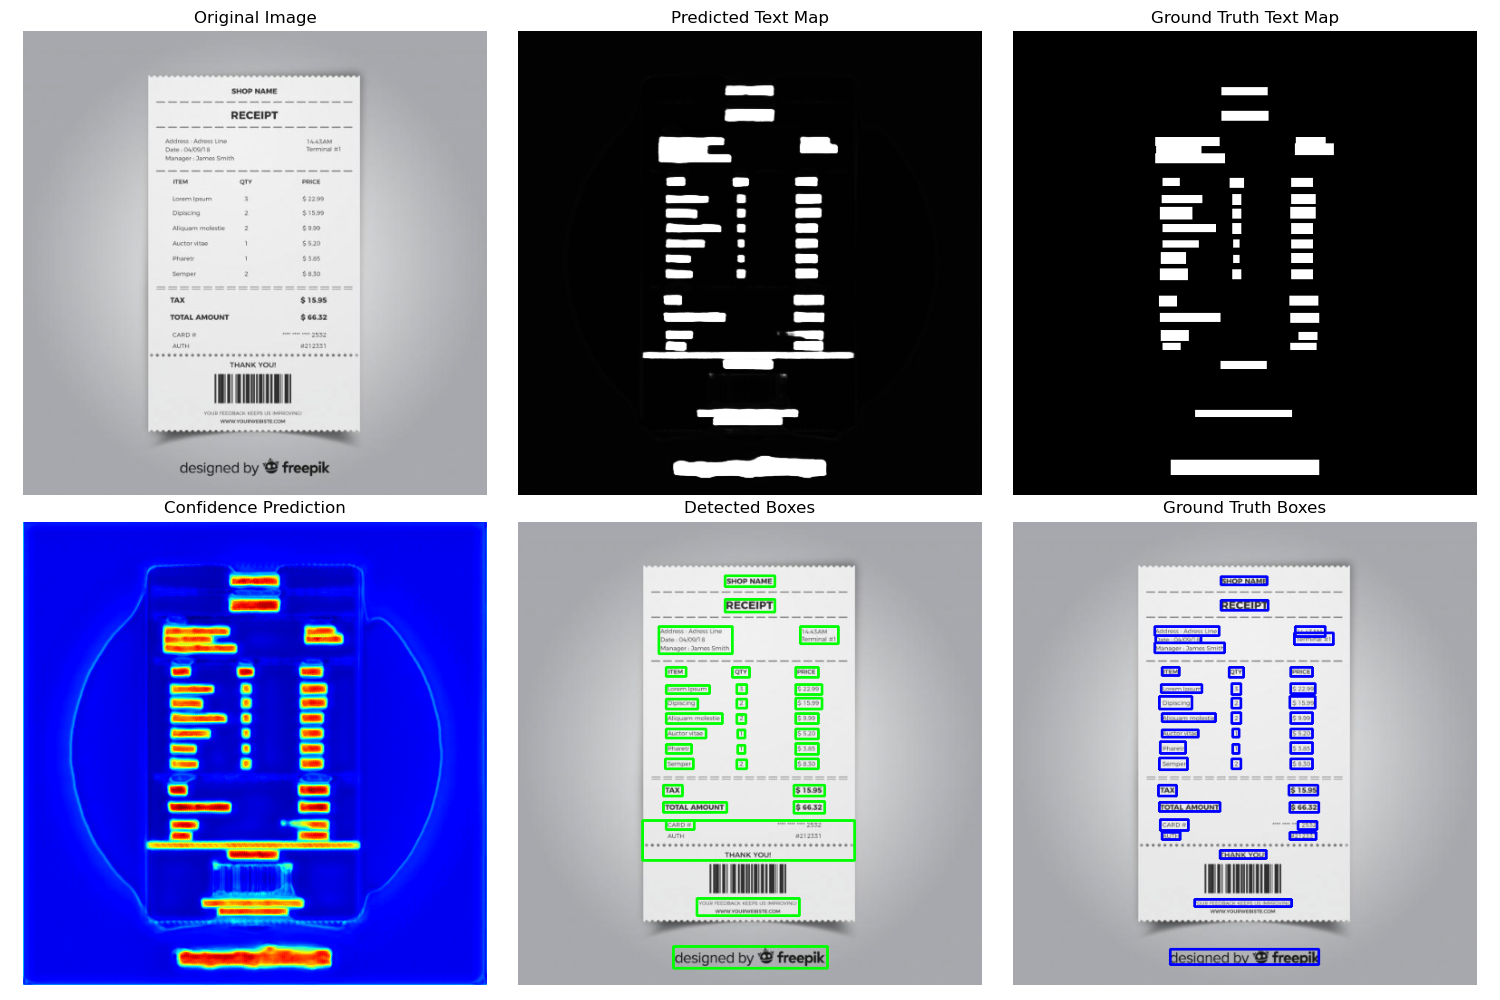 Original Image
Predicted Text Map
Ground Truth Text Map
SHOP NAME
RECEIPT
Address : Adress Line
14:43AM
Date : 04/09/18
Terminal #1
Manager : James Smith
ITEM QTY PRICE
Lorem Ipsum 3 $ 22.99
Dipiscing 2 $ 15.99
Aliquam molestie 2 $ 9.99
Auctor vitae 1 $ 5.20
Pharetr 1 $ 3.85
Semper 2 $ 8.30
TAX $ 15.95
TOTAL AMOUNT $ 66.32
CARD # **** **** **** 2532
AUTH #212331
THANK YOU!
YOUR FEEDBACK KEEPS US IMPROVING!
WWW.YOURWEBISTE.COM
designed by freepik
Confidence Prediction
Detected Boxes
Ground Truth Boxes
SHOP NAME
RECEIPT
Address : Adress Line
14:43AM
Date : 04/09/18
Terminal #1
Manager : James Smith
ITEM QTY PRICE
Lorem Ipsum 3 $ 22.99
Dipiscing 2 $ 15.99
Aliquam molestie 2 $ 9.99
Auctor vitae 1 $ 5.20
Pharetr 1 $ 3.85
Semper 2 $ 8.30
TAX $ 15.95
TOTAL AMOUNT $ 66.32
CARD # **** **** **** 2532
AUTH #212331
THANK YOU!
YOUR FEEDBACK KEEPS US IMPROVING!
WWW.YOURWEBISTE.COM
designed by freepik
SHOP NAME
RECEIPT
Address : Adress Line
Date : 04/09/18
Terminal #1
Manager : James Smith
ITEM QTY PRICE
Lorem Ipsum 3 $ 22.99
Dipiscing 2 $ 15.99
Aliquam molestie 2 $ 9.99
Auctor vitae 1 $ 5.20
Pharetr 1 $ 3.85
Semper 2 $ 8.30
TAX $ 15.95
TOTAL AMOUNT $ 66.32
CARD # **** **** **** 2532
AUTH #212331
THANK YOU!
YOUR FEEDBACK KEEPS US IMPROVING!
WWW.YOURWEBISTE.COM
designed by freepik